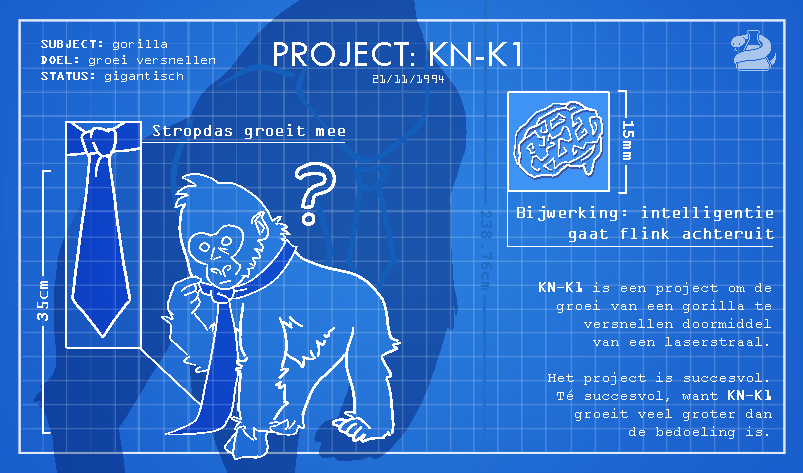 SUBJECT: gorilla
DOEL: groei versnellen
STATUS: gigantisch
PROJECT: KN-K1
21/11/1994
Stropdas groeit mee
35cm
?
15mm
Bijwerking: intelligentie
gaat flink achteruit
238.76cm
KN-K1 is een project om de
groei van een gorilla te
versnellen doormiddel
van een laserstraal.
Het project is succesvol.
Té succesvol, want KN-K1
groeit veel groter dan
de bedoeling is.